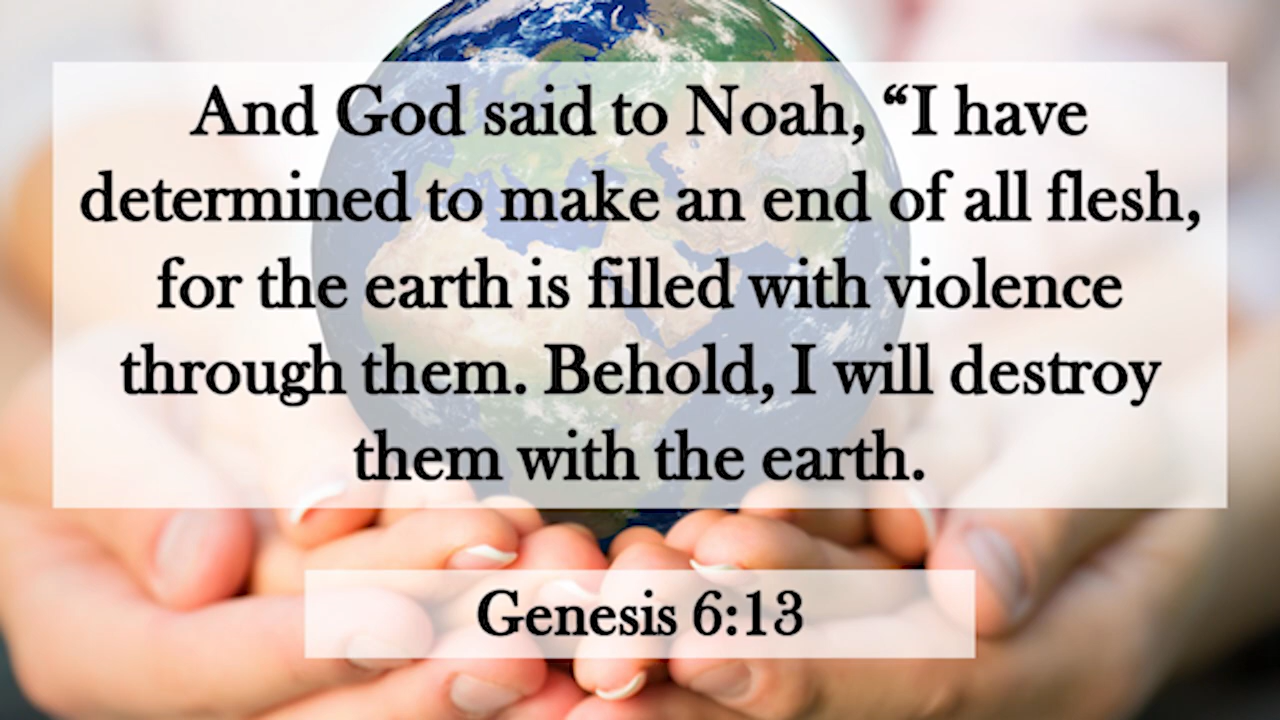 And God said to Noah, “I have
determined to make an end of all flesh,
for the earth is filled with violence
through them. Behold, I will destroy
them with the earth.
Genesis 6:13